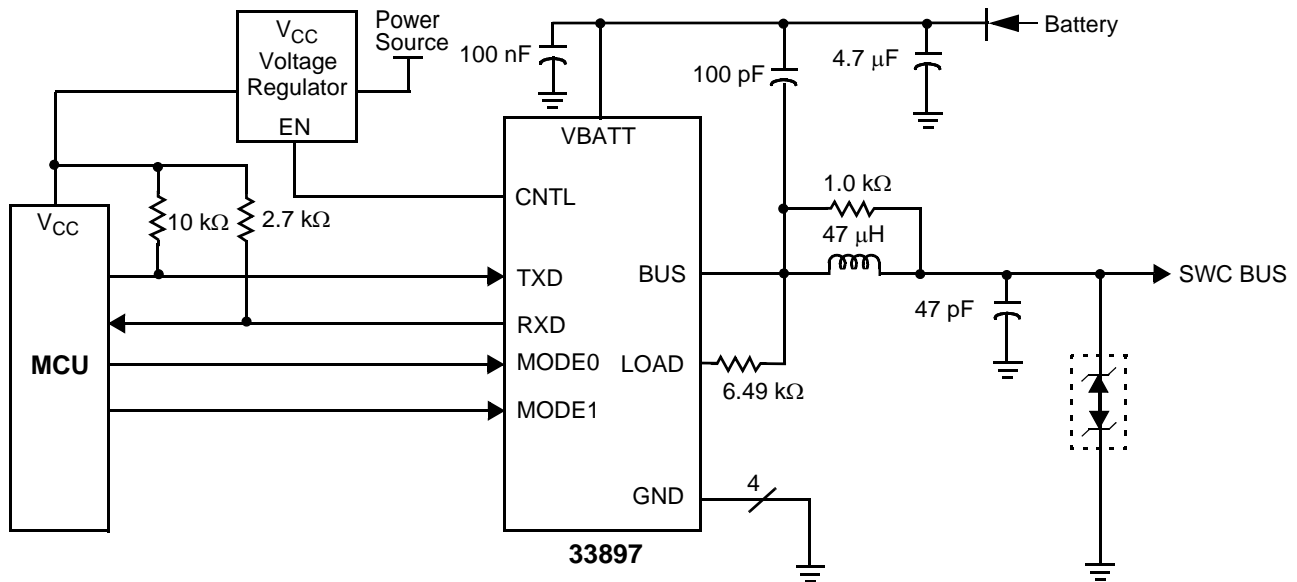 V_CC
Voltage
Regulator
EN
Power
Source
100 nF
100 pF
4.7 μF
Battery
VBATT
CNTL
V_CC
10 kΩ
2.7 kΩ
1.0 kΩ
47 μH
TXD
BUS
SWC BUS
47 pF
RXD
MCU
MODE0
LOAD
6.49 kΩ
MODE1
GND
4
33897